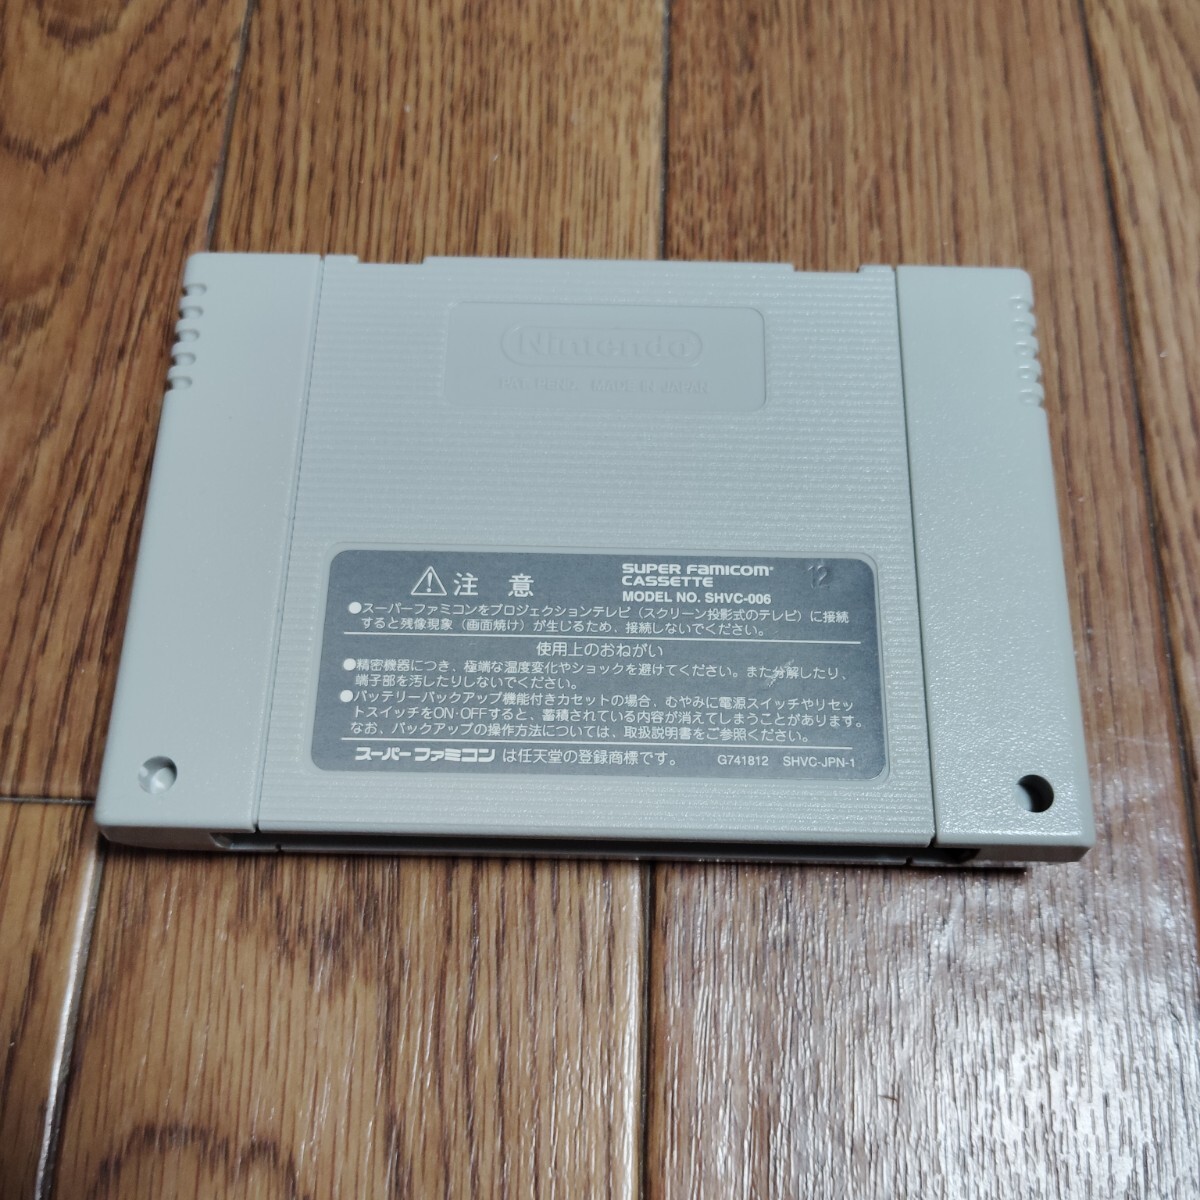 Nintendo
PAT. PEND. MADE IN JAPAN
⚠注意
SUPER FAMICOM
CASSETTE
MODEL NO. SHVC-006
12
●スーパーファミコンをプロジェクションテレビ（スクリーン投影式のテレビ）に接続
すると残像現象（画面焼け）が生じるため、接続しないでください。
使用上のおねがい
●精密機器につき、極端な温度変化やショックを避けてください。また分解したり、
端子部を汚したりしないでください。
●バッテリーバックアップ機能付きカセットの場合、むやみに電源スイッチやリセッ
トスイッチをON·OFFすると、蓄積されている内容が消えてしまうことがあります。
なお、バックアップの操作方法については、取扱説明書をご参照ください。
スーパーファミコンは任天堂の登録商標です。
G741812 SHVC-JPN-1